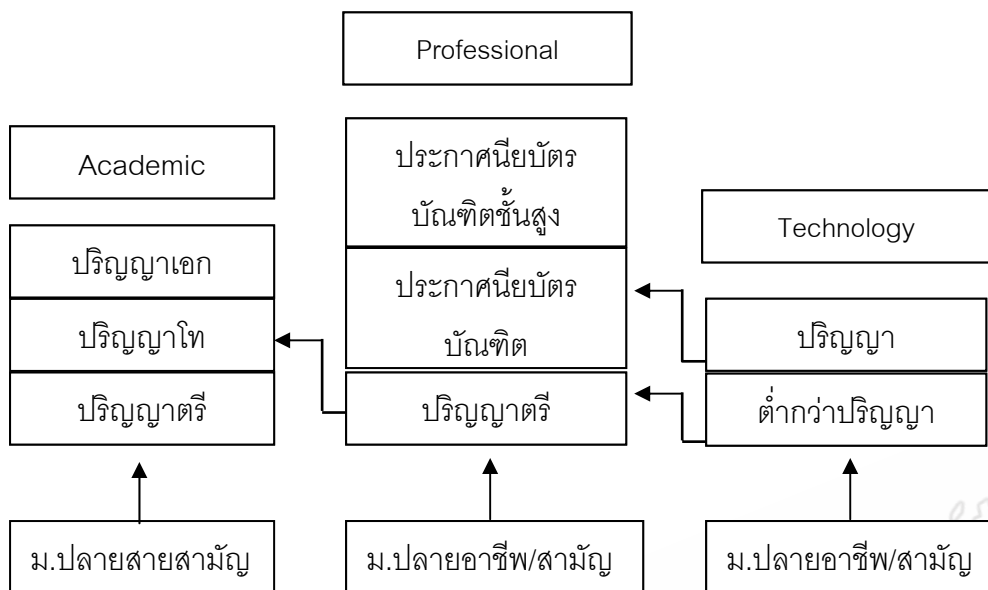 Professional
Academic
ประกาศนียบัตร
บัณฑิตชั้นสูง
Technology
ปริญญาเอก
ประกาศนียบัตร
บัณฑิต
ปริญญาโท
ปริญญา
ปริญญาตรี
ปริญญาตรี
ต่ำกว่าปริญญา
ม.ปลายสายสามัญ
ม.ปลายอาชีพ/สามัญ
ม.ปลายอาชีพ/สามัญ